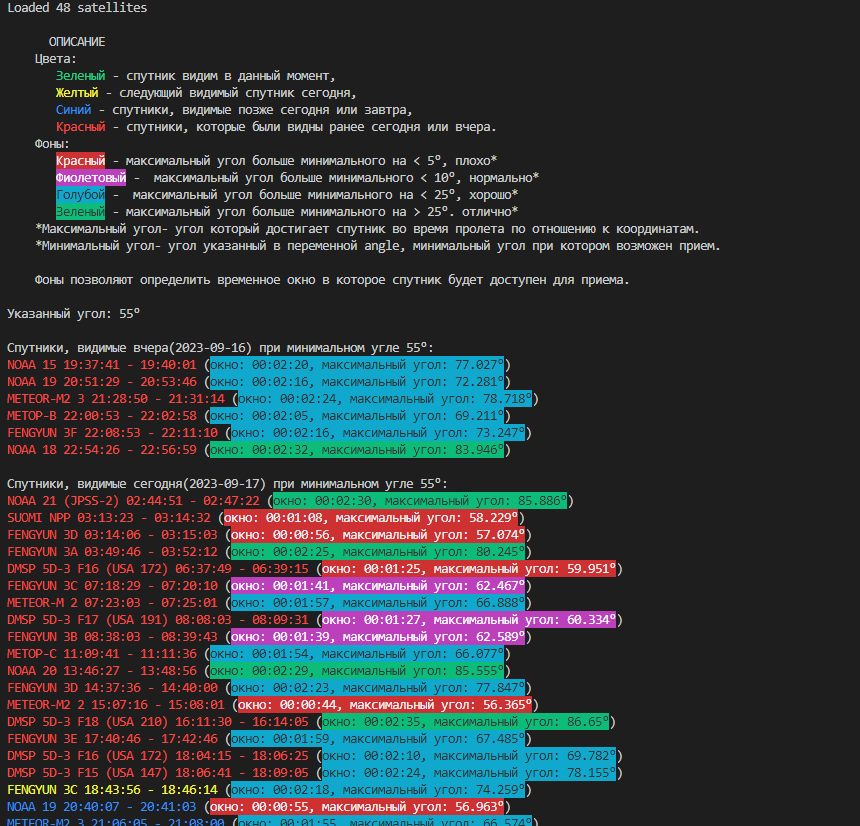 Loaded 48 satellites
ОПИСАНИЕ
Цвета:
Зеленый - спутник видим в данный момент,
Желтый - следующий видимый спутник сегодня,
Синий - спутники, видимые позже сегодня или завтра,
Красный - спутники, которые были видны ранее сегодня или вчера.
Фоны:
Красный - максимальный угол больше минимального на < 5°, плохо*
Фиолетовый -  максимальный угол больше минимального на < 10°, нормально*
Голубой -  максимальный угол больше минимального на < 25°, хорошо*
Зеленый - максимальный угол больше минимального на > 25°. отлично*
*Максимальный угол- угол который достигает спутник во время пролета по отношению к координатам.
*Минимальный угол- угол указанный в переменной angle, минимальный угол при котором возможен прием.
Фоны позволяют определить временное окно в которое спутник будет доступен для приема.
Указанный угол: 55°
Спутники, видимые вчера(2023-09-16) при минимальном угле 55°:
NOAA 15 19:37:41 - 19:40:01 (окно: 00:02:20, максимальный угол: 77.027°)
NOAA 19 20:51:29 - 20:53:46 (окно: 00:02:16, максимальный угол: 72.281°)
METEOR-M2 3 21:28:50 - 21:31:14 (окно: 00:02:24, максимальный угол: 78.718°)
METOP-B 22:00:53 - 22:02:58 (окно: 00:02:05, максимальный угол: 69.211°)
FENGYUN 3F 22:08:53 - 22:11:10 (окно: 00:02:16, максимальный угол: 73.247°)
NOAA 18 22:54:26 - 22:56:59 (окно: 00:02:32, максимальный угол: 83.946°)
Спутники, видимые сегодня(2023-09-17) при минимальном угле 55°:
NOAA 21 (JPSS-2) 02:44:51 - 02:47:22 (окно: 00:02:30, максимальный угол: 85.886°)
SUOMI NPP 03:13:23 - 03:14:32 (окно: 00:01:08, максимальный угол: 58.229°)
FENGYUN 3D 03:14:06 - 03:15:03 (окно: 00:00:56, максимальный угол: 57.074°)
FENGYUN 3A 03:49:46 - 03:52:12 (окно: 00:02:25, максимальный угол: 80.245°)
DMSP 5D-3 F16 (USA 172) 06:37:49 - 06:39:15 (окно: 00:01:25, максимальный угол: 59.951°)
FENGYUN 3C 07:18:29 - 07:20:10 (окно: 00:01:41, максимальный угол: 62.467°)
METEOR-M 2 07:23:03 - 07:25:01 (окно: 00:01:57, максимальный угол: 66.888°)
DMSP 5D-3 F17 (USA 191) 08:08:03 - 08:09:31 (окно: 00:01:27, максимальный угол: 60.334°)
FENGYUN 3B 08:38:03 - 08:39:43 (окно: 00:01:39, максимальный угол: 62.589°)
METOP-C 11:09:41 - 11:11:36 (окно: 00:01:54, максимальный угол: 66.077°)
NOAA 20 13:46:27 - 13:48:56 (окно: 00:02:29, максимальный угол: 85.555°)
FENGYUN 3D 14:37:36 - 14:40:00 (окно: 00:02:23, максимальный угол: 77.847°)
METEOR-M2 2 15:07:16 - 15:08:01 (окно: 00:00:44, максимальный угол: 56.365°)
DMSP 5D-3 F18 (USA 210) 16:11:30 - 16:14:05 (окно: 00:02:35, максимальный угол: 86.65°)
FENGYUN 3E 17:40:46 - 17:42:46 (окно: 00:01:59, максимальный угол: 67.485°)
DMSP 5D-3 F16 (USA 172) 18:04:15 - 18:06:25 (окно: 00:02:10, максимальный угол: 69.782°)
DMSP 5D-3 F15 (USA 147) 18:06:41 - 18:09:05 (окно: 00:02:24, максимальный угол: 78.155°)
FENGYUN 3C 18:43:56 - 18:46:14 (окно: 00:02:18, максимальный угол: 74.259°)
NOAA 19 20:40:07 - 20:41:03 (окно: 00:00:55, максимальный угол: 56.963°)
METEOR-M2 3 21:06:05 - 21:08:00 (окно: 00:01:55, максимальный угол: 66.574°)